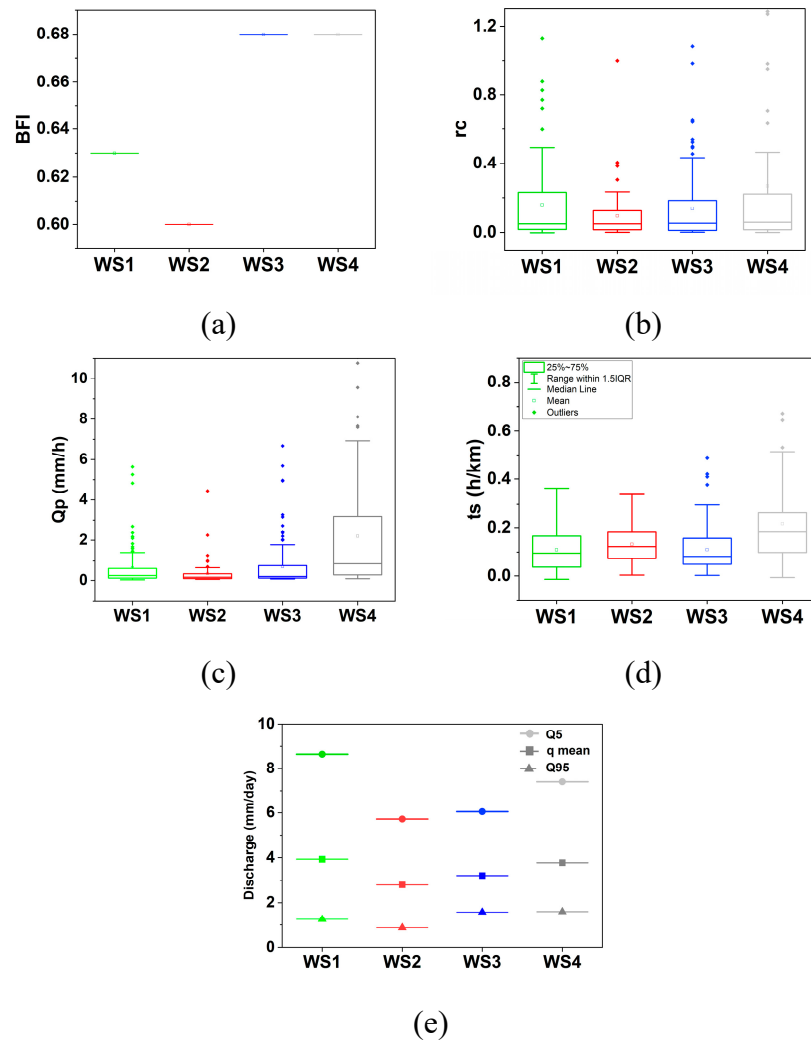 0.68
0.66
0.64
0.62
0.60
BFI
WS1 WS2 WS3 WS4
(a)
1.2
0.8
0.4
0.0
rc
WS1 WS2 WS3 WS4
(b)
10
8
6
4
2
0
Qp (mm/h)
WS1 WS2 WS3 WS4
(c)
0.8
0.6
0.4
0.2
0.0
ts (h/km)
25%~75%
Range within 1.5IQR
Median Line
Mean
Outliers
WS1 WS2 WS3 WS4
(d)
10
8
6
4
2
0
Discharge (mm/day)
Q5
q mean
Q95
WS1 WS2 WS3 WS4
(e)